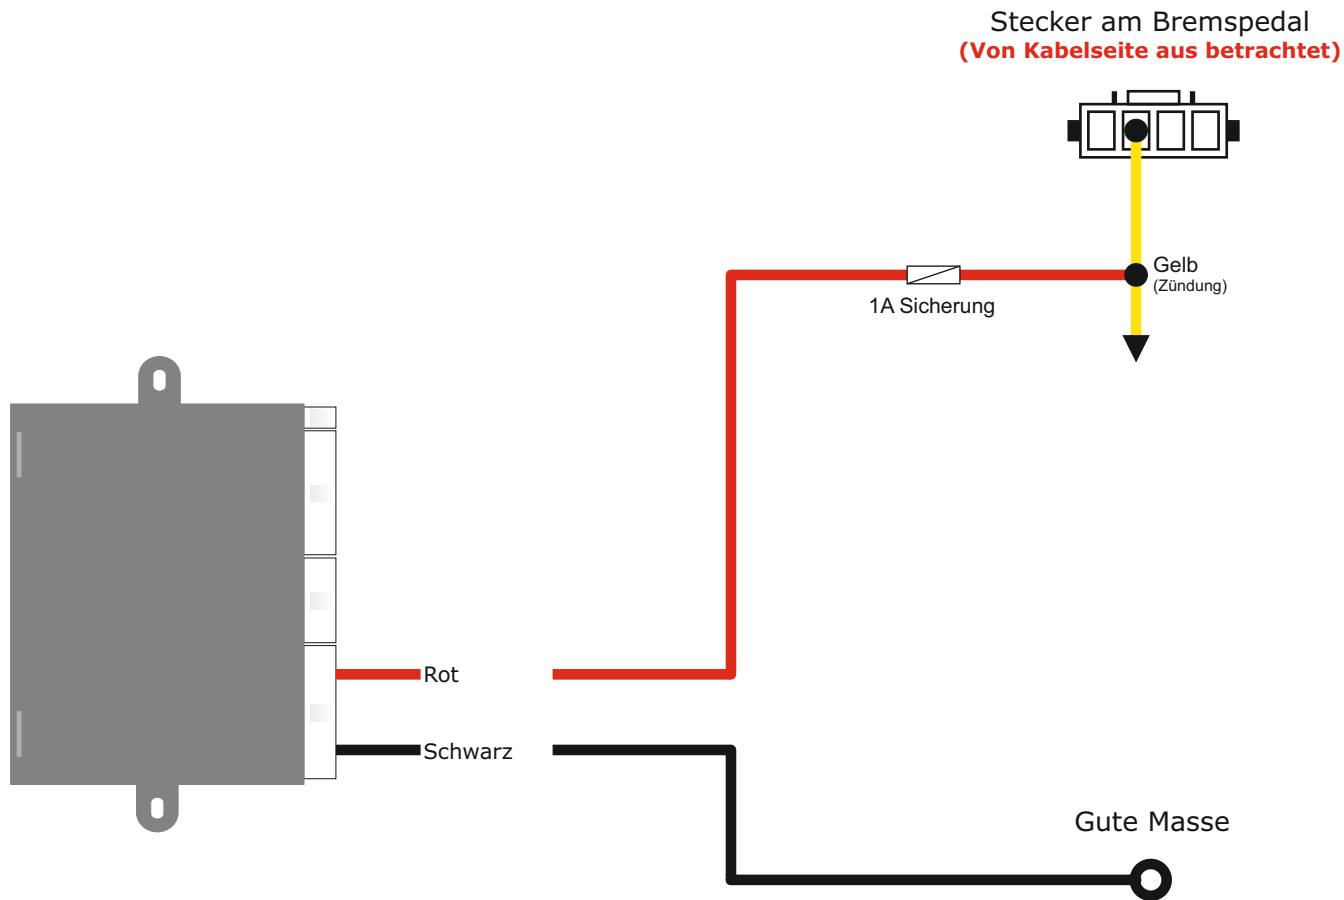 Stecker am Bremspedal
(Von Kabelseite aus betrachtet)
Gelb
(Zündung)
1A Sicherung
Rot
Schwarz
Gute Masse